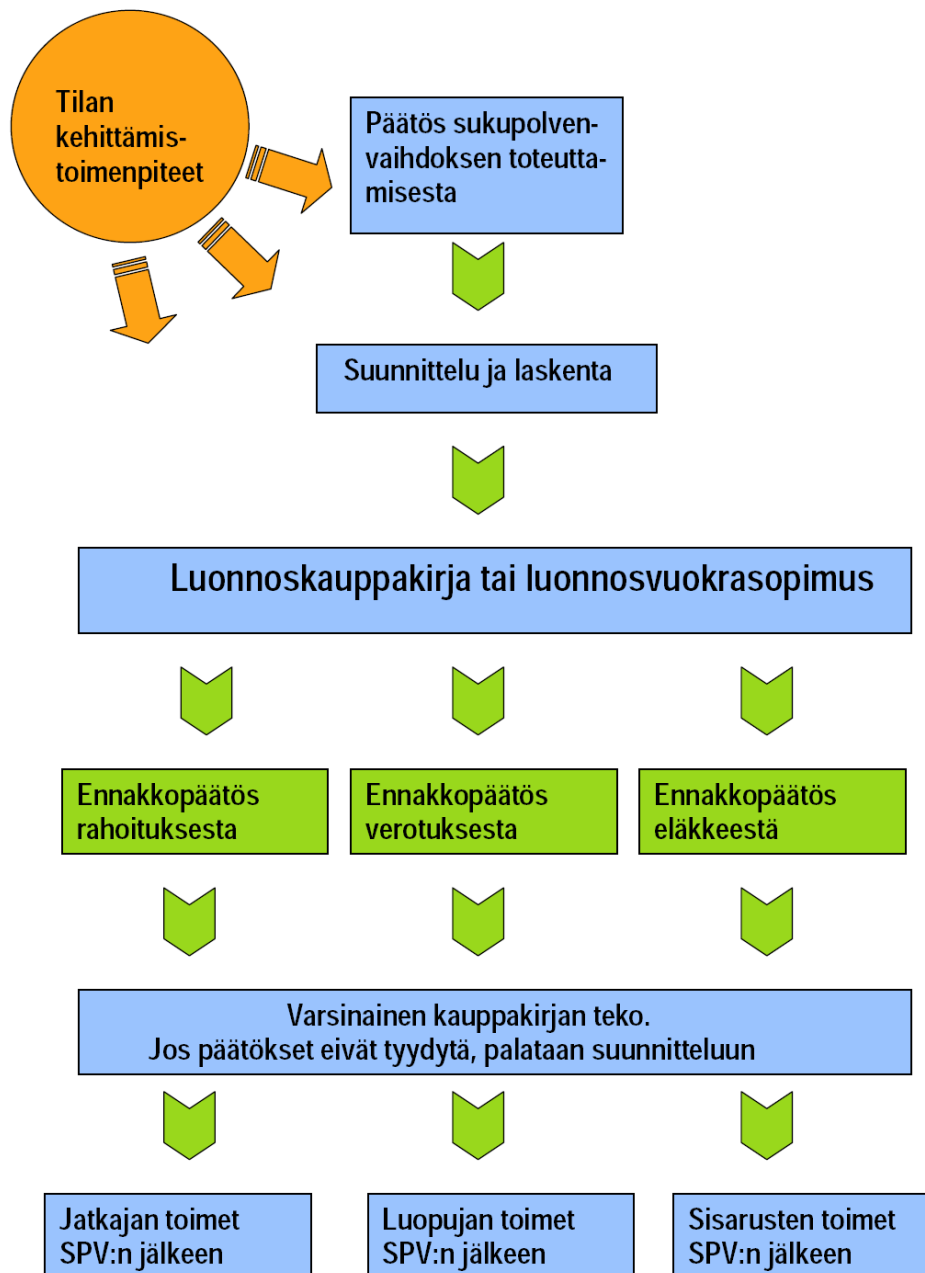 Tilan
kehittämis-
toimenpiteet
Päätös sukupolven-
vaihdoksen toteutta-
misesta
Suunnittelu ja laskenta
Luonnoskauppakirja tai luonnosvuokrasopimus
Ennakkopäätös
rahoituksesta
Ennakkopäätös
verotuksesta
Ennakkopäätös
eläkkeestä
Varsinainen kauppakirjan teko.
Jos päätökset eivät tyydytä, palataan suunnitteluun
Jatkajan toimet
SPV:n jälkeen
Luopujan toimet
SPV:n jälkeen
Sisarusten toimet
SPV:n jälkeen